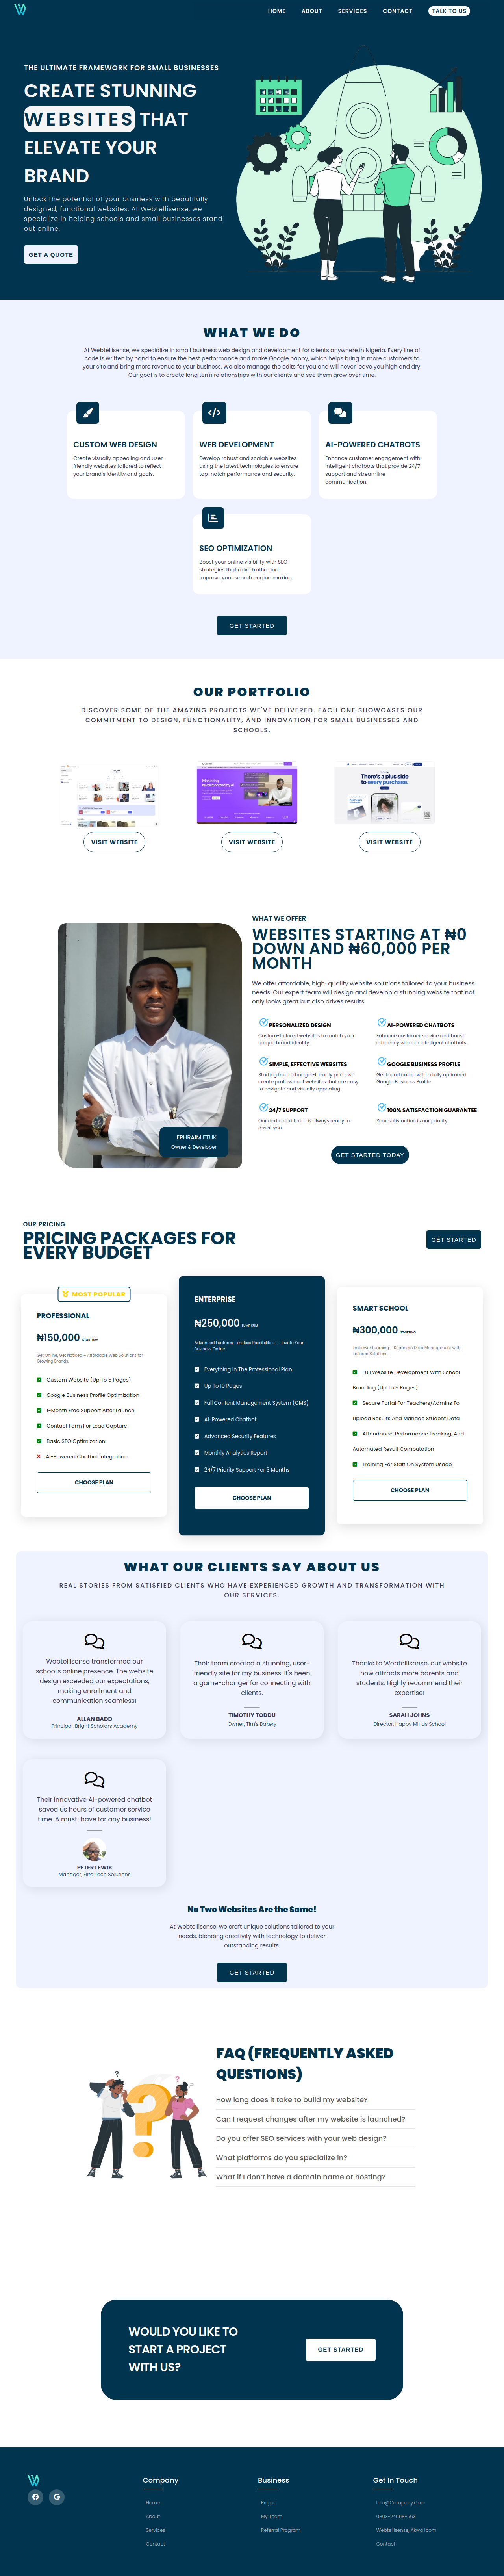 HOME ABOUT SERVICES CONTACT TALK TO US
THE ULTIMATE FRAMEWORK FOR SMALL BUSINESSES
CREATE STUNNING
WEBSITES THAT
ELEVATE YOUR
BRAND
Unlock the potential of your business with beautifully
designed, functional websites. At Webtellisense, we
specialize in helping schools and small businesses stand
out online.
GET A QUOTE
WHAT WE DO
At Webtellisense, we specialize in small business web design and development for clients anywhere in Nigeria. Every line of
code is written by hand to ensure the best performance and make Google happy, which helps bring in more customers to
your site and bring more revenue to your business. We also manage the edits for you and will never leave you high and dry.
Our goal is to create long term relationships with our clients and see them grow over time.
CUSTOM WEB DESIGN
Create visually appealing and user-
friendly websites tailored to reflect
your brand's identity and goals.
WEB DEVELOPMENT
Develop robust and scalable websites
using the latest technologies to ensure
top-notch performance and security.
AI-POWERED CHATBOTS
Enhance customer engagement with
intelligent chatbots that provide 24/7
support and streamline
communication.
SEO OPTIMIZATION
Boost your online visibility with SEO
strategies that drive traffic and
improve your search engine ranking.
GET STARTED
OUR PORTFOLIO
DISCOVER SOME OF THE AMAZING PROJECTS WE'VE DELIVERED. EACH ONE SHOWCASES OUR
COMMITMENT TO DESIGN, FUNCTIONALITY, AND INNOVATION FOR SMALL BUSINESSES AND
SCHOOLS.
There's a plus side
to every purchase.
VISIT WEBSITE
VISIT WEBSITE
VISIT WEBSITE
WHAT WE OFFER
WEBSITES STARTING AT ₦0
DOWN AND ₦60,000 PER
MONTH
We offer affordable, high-quality website solutions tailored to your business
needs. Our expert team will design and develop a stunning website that not
only looks great but also drives results.
PERSONALIZED DESIGN
Custom-tailored websites to match your
unique brand identity.
AI-POWERED CHATBOTS
Enhance customer service and boost
efficiency with our intelligent chatbots.
SIMPLE, EFFECTIVE WEBSITES
Starting from a budget-friendly price, we
create professional websites that are easy
to navigate and visually appealing.
GOOGLE BUSINESS PROFILE
Get found online with a fully optimized
Google Business Profile.
24/7 SUPPORT
Our dedicated team is always ready to
assist you.
100% SATISFACTION GUARANTEE
Your satisfaction is our priority.
EPHRAIM ETUK
Owner & Developer
GET STARTED TODAY
OUR PRICING
PRICING PACKAGES FOR
EVERY BUDGET
GET STARTED
MOST POPULAR
PROFESSIONAL
₦150,000 STARTING
Get Online, Get Noticed – Affordable Web Solutions for
Growing Brands.
Custom Website (Up To 5 Pages)
Google Business Profile Optimization
1-Month Free Support After Launch
Contact Form For Lead Capture
Basic SEO Optimization
AI-Powered Chatbot Integration
CHOOSE PLAN
ENTERPRISE
₦250,000 LUMP SUM
Advanced Features, Limitless Possibilities – Elevate Your
Business Online.
Everything In The Professional Plan
Up To 10 Pages
Full Content Management System (CMS)
AI-Powered Chatbot
Advanced Security Features
Monthly Analytics Report
24/7 Priority Support For 3 Months
CHOOSE PLAN
SMART SCHOOL
₦300,000 STARTING
Empower Learning – Seamless Data Management with
Tailored Solutions.
Full Website Development With School
Branding (Up To 5 Pages)
Secure Portal For Teachers/Admins To
Upload Results And Manage Student Data
Attendance, Performance Tracking, And
Automated Result Computation
Training For Staff On System Usage
CHOOSE PLAN
WHAT OUR CLIENTS SAY ABOUT US
REAL STORIES FROM SATISFIED CLIENTS WHO HAVE EXPERIENCED GROWTH AND TRANSFORMATION WITH
OUR SERVICES.
Webtellisense transformed our
school's online presence. The website
design exceeded our expectations,
making enrollment and
communication seamless!
ALLAN BADD
Principal, Bright Scholars Academy
Their team created a stunning, user-
friendly site for my business. It's been
a game-changer for connecting with
clients.
TIMOTHY TODDU
Owner, Tim's Bakery
Thanks to Webtellisense, our website
now attracts more parents and
students. Highly recommend their
expertise!
SARAH JOHNS
Director, Happy Minds School
Their innovative AI-powered chatbot
saved us hours of customer service
time. A must-have for any business!
PETER LEWIS
Manager, Elite Tech Solutions
No Two Websites Are the Same!
At Webtellisense, we craft unique solutions tailored to your
needs, blending creativity with technology to deliver
outstanding results.
GET STARTED
FAQ (FREQUENTLY ASKED
QUESTIONS)
How long does it take to build my website?
Can I request changes after my website is launched?
Do you offer SEO services with your web design?
What platforms do you specialize in?
What if I don't have a domain name or hosting?
WOULD YOU LIKE TO
START A PROJECT
WITH US?
GET STARTED
Company
Home
About
Services
Contact
Business
Project
My Team
Referral Program
Get In Touch
Info@Company.Com
0903-24568-563
Webtellisense, Akwa Ibom
Contact